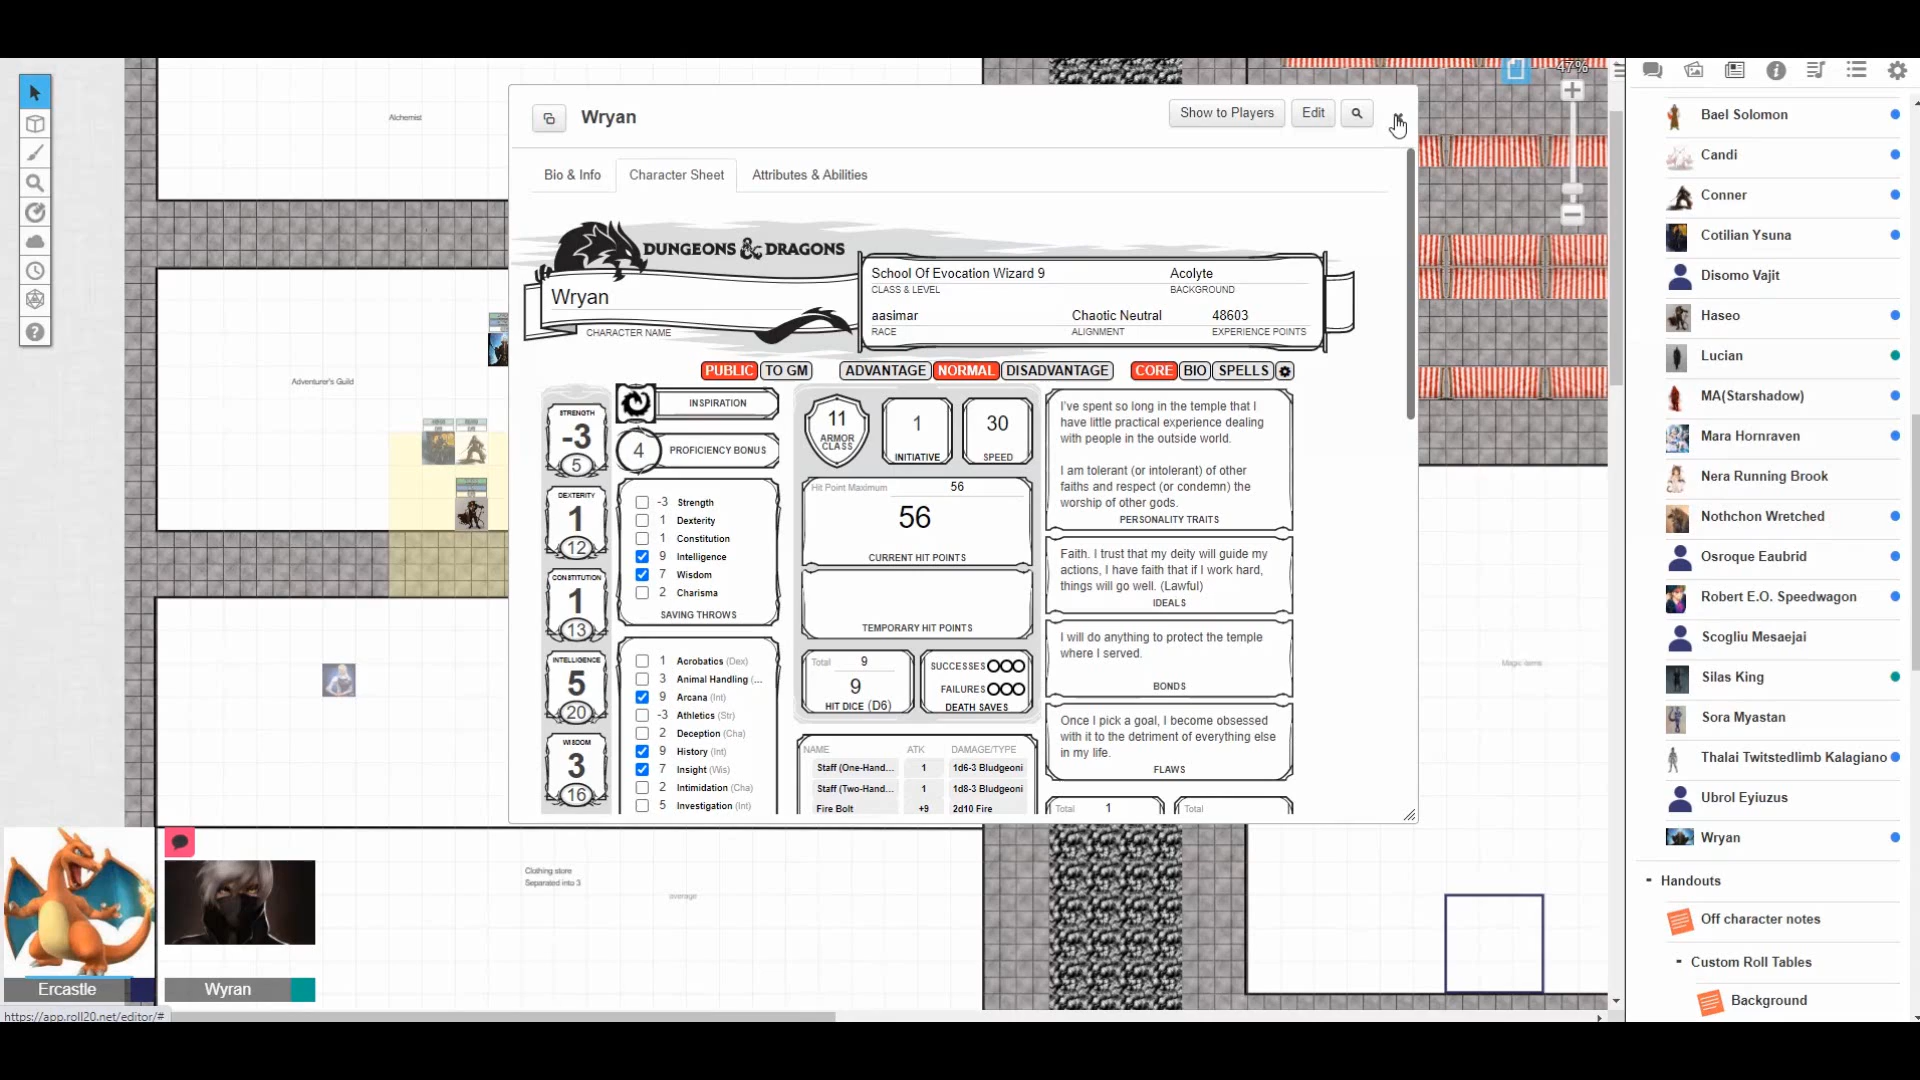 47%
Alchemist
Adventurer's Guild
Clothing store
Separated into 3
average
Magic items
Wryan
Show to Players
Edit
Bio & Info
Character Sheet
Attributes & Abilities
DUNGEONS & DRAGONS
Wryan
CHARACTER NAME
School Of Evocation Wizard 9
CLASS & LEVEL
Acolyte
BACKGROUND
aasimar
RACE
Chaotic Neutral
ALIGNMENT
48603
EXPERIENCE POINTS
PUBLIC TO GM
ADVANTAGE NORMAL DISADVANTAGE
CORE BIO SPELLS
STRENGTH
-3
5
DEXTERITY
1
12
CONSTITUTION
1
13
INTELLIGENCE
5
20
WISDOM
3
16
INSPIRATION
4 PROFICIENCY BONUS
-3 Strength
1 Dexterity
1 Constitution
9 Intelligence
7 Wisdom
2 Charisma
SAVING THROWS
1 Acrobatics (Dex)
3 Animal Handling (...
9 Arcana (Int)
-3 Athletics (Str)
2 Deception (Cha)
9 History (Int)
7 Insight (Wis)
2 Intimidation (Cha)
5 Investigation (Int)
11
ARMOR
CLASS
1
INITIATIVE
30
SPEED
Hit Point Maximum 56
56
CURRENT HIT POINTS
TEMPORARY HIT POINTS
Total 9
9
HIT DICE (D6)
SUCCESSES
FAILURES
DEATH SAVES
NAME ATK DAMAGE/TYPE
Staff (One-Hand... 1 1d6-3 Bludgeoni
Staff (Two-Hand... 1 1d8-3 Bludgeoni
Fire Bolt +9 2d10 Fire
I've spent so long in the temple that I
have little practical experience dealing
with people in the outside world.
I am tolerant (or intolerant) of other
faiths and respect (or condemn) the
worship of other gods.
PERSONALITY TRAITS
Faith. I trust that my deity will guide my
actions, I have faith that if I work hard,
things will go well. (Lawful)
IDEALS
I will do anything to protect the temple
where I served.
BONDS
Once I pick a goal, I become obsessed
with it to the detriment of everything else
in my life.
FLAWS
Total 1
Total
Bael Solomon
Candi
Conner
Cotilian Ysuna
Disomo Vajit
Haseo
Lucian
MA(Starshadow)
Mara Hornraven
Nera Running Brook
Nothchon Wretched
Osroque Eaubrid
Robert E.O. Speedwagon
Scogliu Mesaejai
Silas King
Sora Myastan
Thalai Twitstedlimb Kalagiano
Ubrol Eyiuzus
Wryan
Handouts
Off character notes
Custom Roll Tables
Background
Ercastle
Wyran
https://app.roll20.net/editor/#